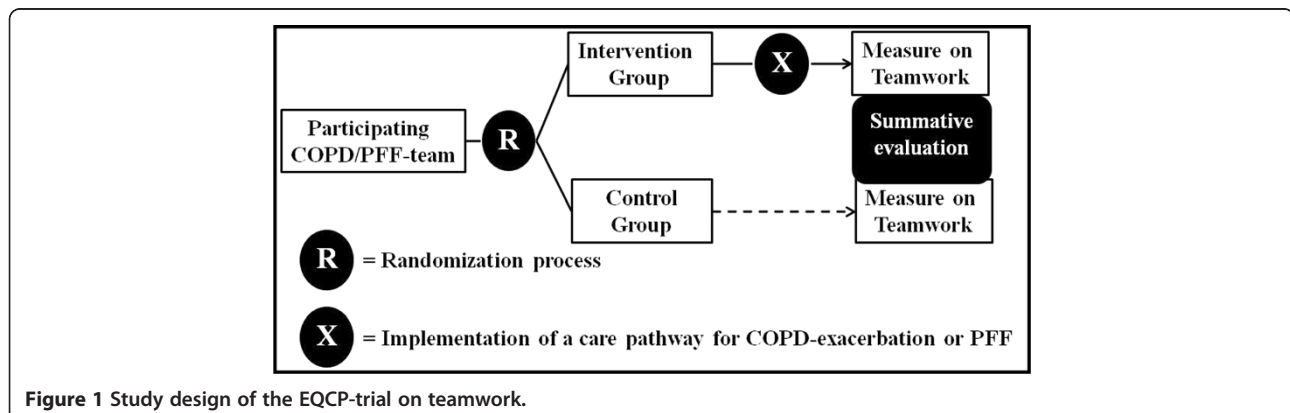 Intervention
Group
X
Measure on
Teamwork
Participating
COPD/PFF-team
R
Summative
evaluation
Control
Group
Measure on
Teamwork
R = Randomization process
X = Implementation of a care pathway for COPD-exacerbation or PFF
Figure 1 Study design of the EQCP-trial on teamwork.